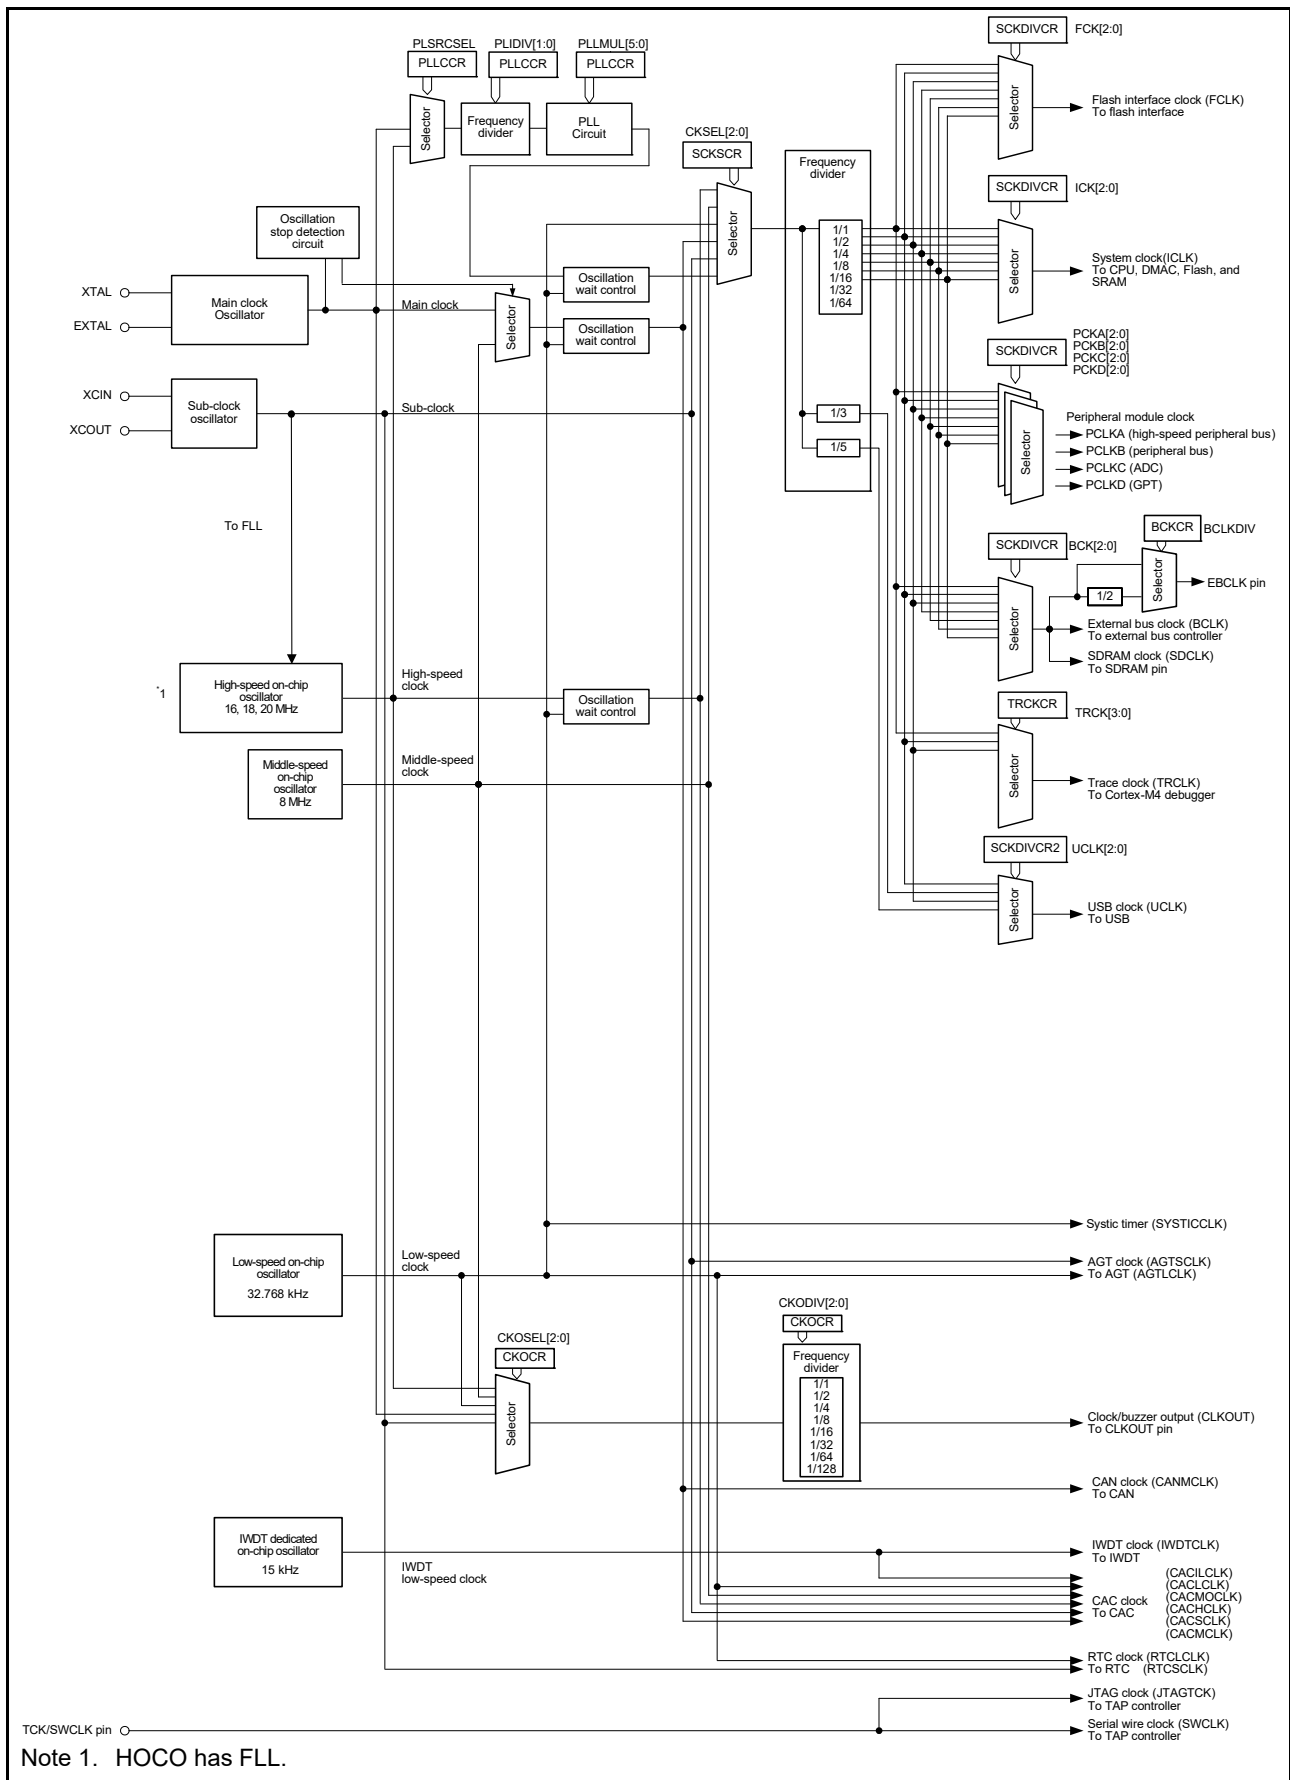 SCKDIVCR FCK[2:0]
PLSRCSEL PLIDIV[1:0] PLLMUL[5:0]
PLLCCR PLLCCR PLLCCR
Selector
Frequency
divider
PLL
Circuit
Selector
Flash interface clock (FCLK)
To flash interface
CKSEL[2:0]
SCKSCR
Selector
Frequency
divider
1/1
1/2
1/4
1/8
1/16
1/32
1/64
1/3
1/5
SCKDIVCR ICK[2:0]
Selector
System clock(ICLK)
To CPU, DMAC, Flash, and
SRAM
Oscillation
stop detection
circuit
XTAL
EXTAL
Main clock
Oscillator
Main clock
Selector
Oscillation
wait control
Oscillation
wait control
PCKA[2:0]
PCKB[2:0]
PCKC[2:0]
PCKD[2:0]
SCKDIVCR
Selector
Peripheral module clock
PCLKA (high-speed peripheral bus)
PCLKB (peripheral bus)
PCLKC (ADC)
PCLKD (GPT)
XCIN
XCOUT
Sub-clock
oscillator
Sub-clock
To FLL
SCKDIVCR BCK[2:0]
Selector
BCKCR BCLKDIV
Selector
1/2
EBCLK pin
External bus clock (BCLK)
To external bus controller
SDRAM clock (SDCLK)
To SDRAM pin
*1
High-speed on-chip
oscillator
16, 18, 20 MHz
High-speed
clock
Oscillation
wait control
TRCKCR TRCK[3:0]
Selector
Trace clock (TRCLK)
To Cortex-M4 debugger
Middle-speed
on-chip
oscillator
8 MHz
Middle-speed
clock
SCKDIVCR2 UCLK[2:0]
Selector
USB clock (UCLK)
To USB
Systic timer (SYSTICCLK)
Low-speed on-chip
oscillator
32.768 kHz
Low-speed
clock
AGT clock (AGTSCLK)
To AGT (AGTLCLK)
CKOSEL[2:0]
CKOCR
Selector
CKODIV[2:0]
CKOCR
Frequency
divider
1/1
1/2
1/4
1/8
1/16
1/32
1/64
1/128
Clock/buzzer output (CLKOUT)
To CLKOUT pin
CAN clock (CANMCLK)
To CAN
IWDT dedicated
on-chip oscillator
15 kHz
IWDT
low-speed clock
IWDT clock (IWDTCLK)
To IWDT
CAC clock
To CAC
(CACILCLK)
(CACLCLK)
(CACMOCLK)
(CACHCLK)
(CACSCLK)
(CACMCLK)
RTC clock (RTCLCLK)
To RTC (RTCSCLK)
JTAG clock (JTAGTCK)
To TAP controller
TCK/SWCLK pin
Serial wire clock (SWCLK)
To TAP controller
Note 1. HOCO has FLL.